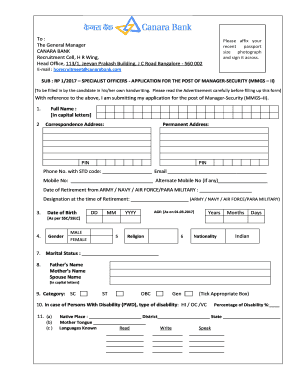 केनरा बैंक Canara Bank
To :
The General Manager
CANARA BANK
Recruitment Cell, H R Wing,
Head Office, 113/1, Jeevan Prakash Building, J C Road Bangalore - 560 002
E-mail : horecruitment@canarabank.com
Please affix your
recent passport
size photograph
and sign it across.
SUB : RP 1/2017 – SPECIALIST OFFICERS - APPLICATION FOR THE POST OF MANAGER-SECURITY (MMGS-II)
[To be filled in by the candidate in his/her own handwriting. Please read the Advertisement carefully before filling up this form]
With reference to the above, I am submitting my application for the post of Manager-Security (MMGS-II).
1. Full Name :
[In capital letters]
2 Correspondence Address: Permanent Address:
PIN PIN
Phone No. with STD code: Email
Mobile No: Alternate Mobile No (if any)
Date of Retirement from ARMY / NAVY / AIR FORCE/PARA MILITARY :
Designation at the time of Retirement: (ARMY / NAVY / AIR FORCE/PARA MILITARY)
3. Date of Birth DD MM YYYY AGE: [As on 01.03.2017] Years Months Days
[As per SSC/SSLC]
4. Gender MALE 5 Religion 6 Nationality Indian
FEMALE
7. Marital Status :
8. Father's Name
Mother's Name
Spouse Name
(In capital letters)
9. Category: SC ST OBC Gen (Tick Appropriate Box)
10. In case of Persons With Disability (PWD), type of disability: HI / OC /VC Percentage of Disability %
11. (a) Native Place : District State
(b) Mother Tongue
(c ) Languages Known Read Write Speak